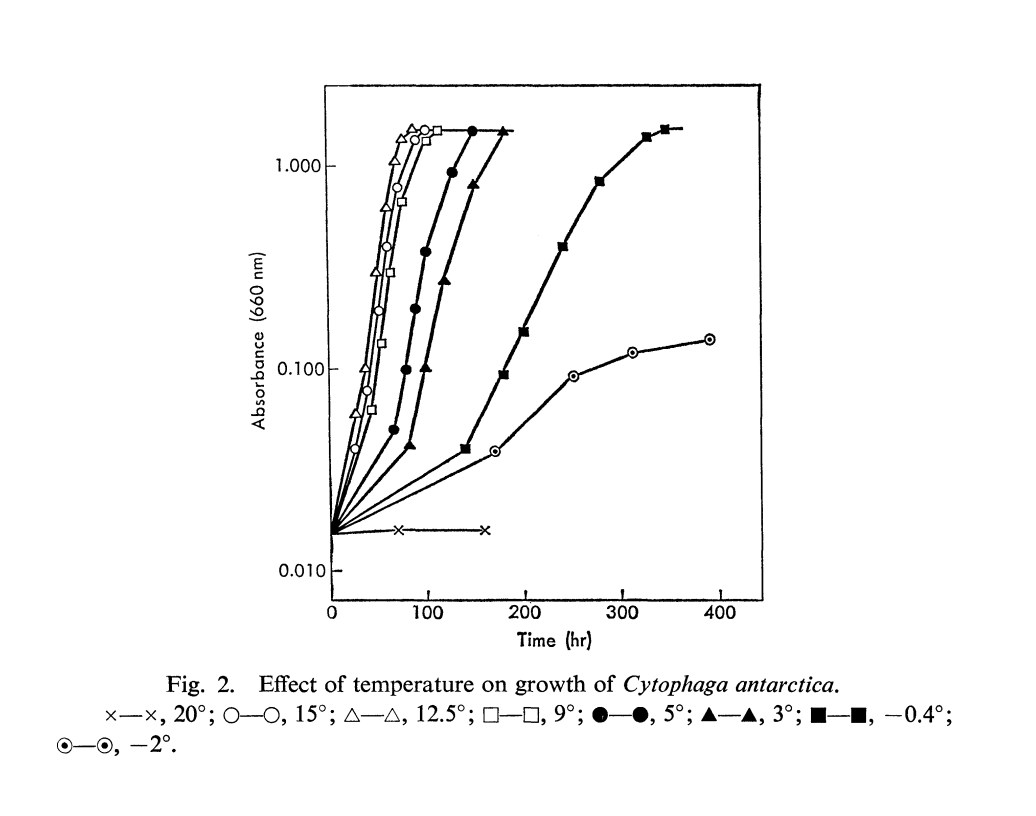 1.000
0.100
0.010
Absorbance (660 nm)
0 100 200 300 400
Time (hr)
Fig. 2. Effect of temperature on growth of Cytophaga antarctica.
×—×, 20°; ○—○, 15°; △—△, 12.5°; □—□, 9°; ●—●, 5°; ▲—▲, 3°; ■—■, −0.4°;
⊙—⊙, −2°.